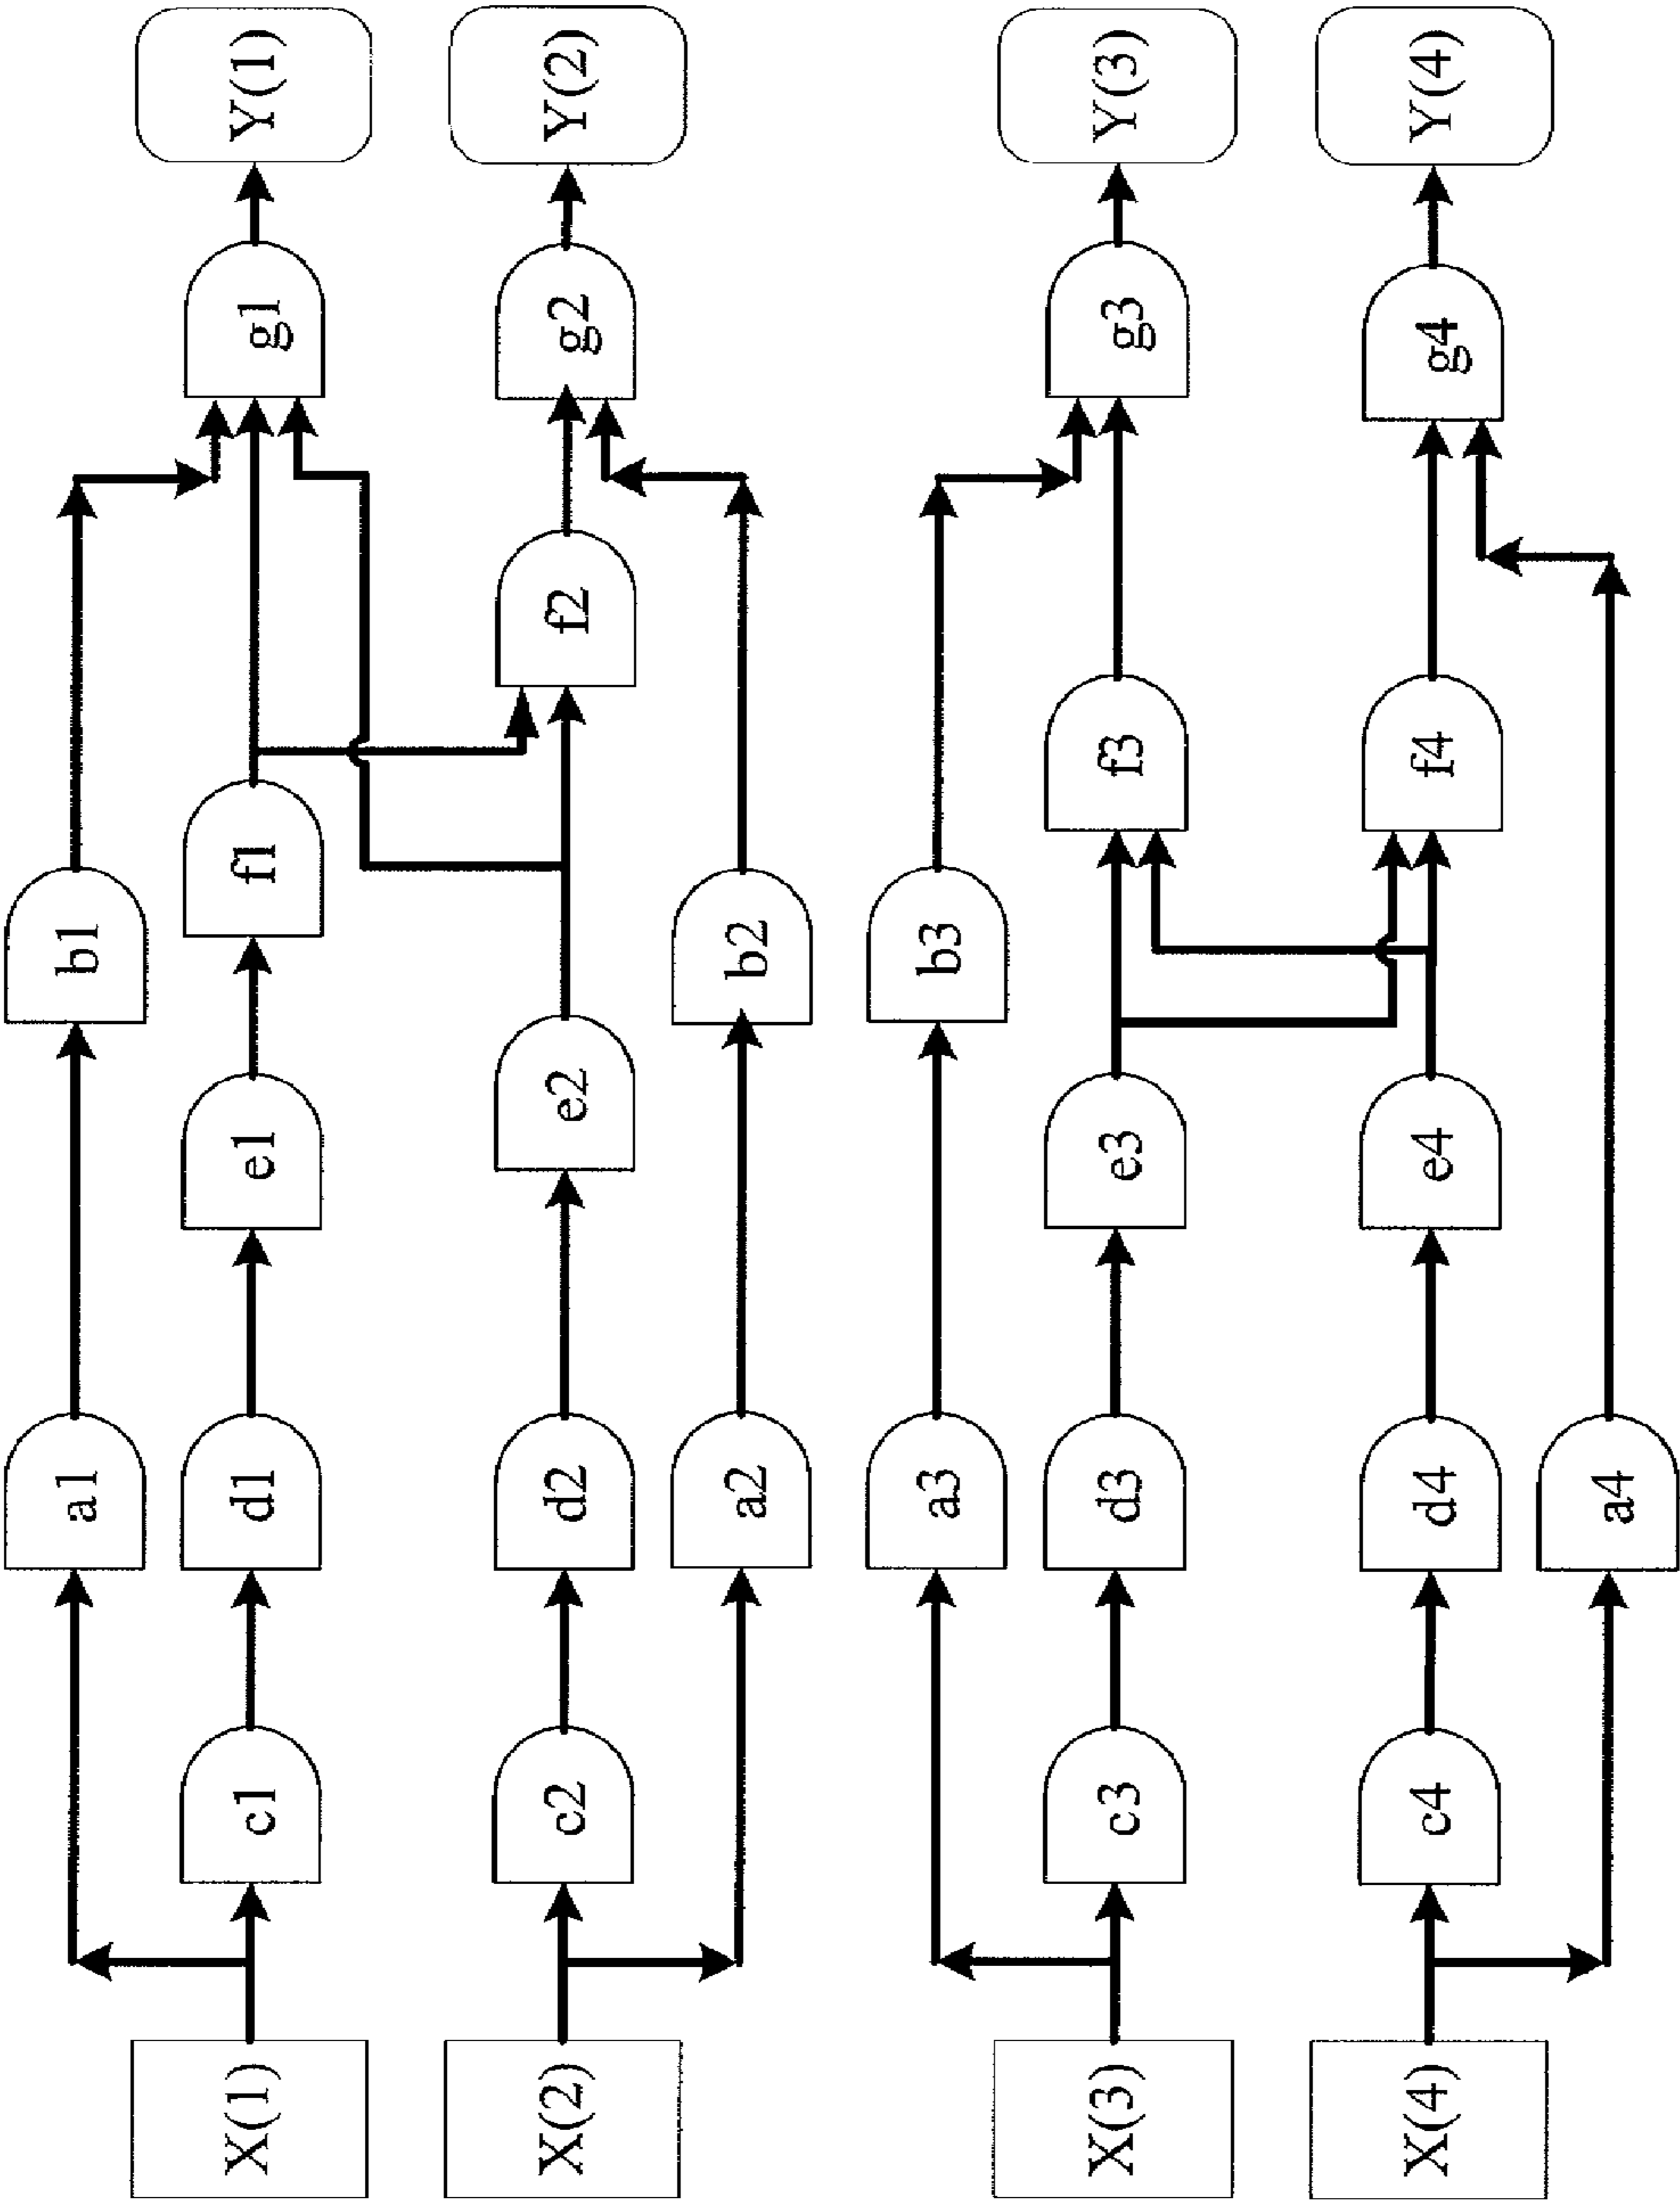 a1
b1
X(1)
c1
d1
e1
f1
g1
Y(1)
X(2)
c2
d2
e2
f2
g2
Y(2)
a2
b2
a3
b3
X(3)
c3
d3
e3
f3
g3
Y(3)
X(4)
c4
d4
e4
f4
g4
Y(4)
a4